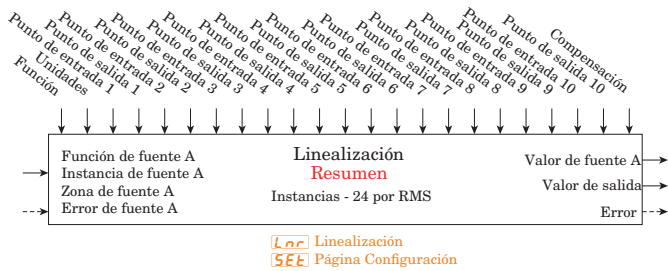 Función
Unidades
Punto de entrada 1
Punto de salida 1
Punto de entrada 2
Punto de salida 2
Punto de entrada 3
Punto de salida 3
Punto de entrada 4
Punto de salida 4
Punto de entrada 5
Punto de salida 5
Punto de entrada 6
Punto de salida 6
Punto de entrada 7
Punto de salida 7
Punto de entrada 8
Punto de salida 8
Punto de entrada 9
Punto de salida 9
Punto de entrada 10
Punto de salida 10
Compensación
Función de fuente A
Instancia de fuente A
Zona de fuente A
Error de fuente A
Linealización
Resumen
Instancias - 24 por RMS
Valor de fuente A
Valor de salida
Error
Lnr Linealización
SEt Página Configuración